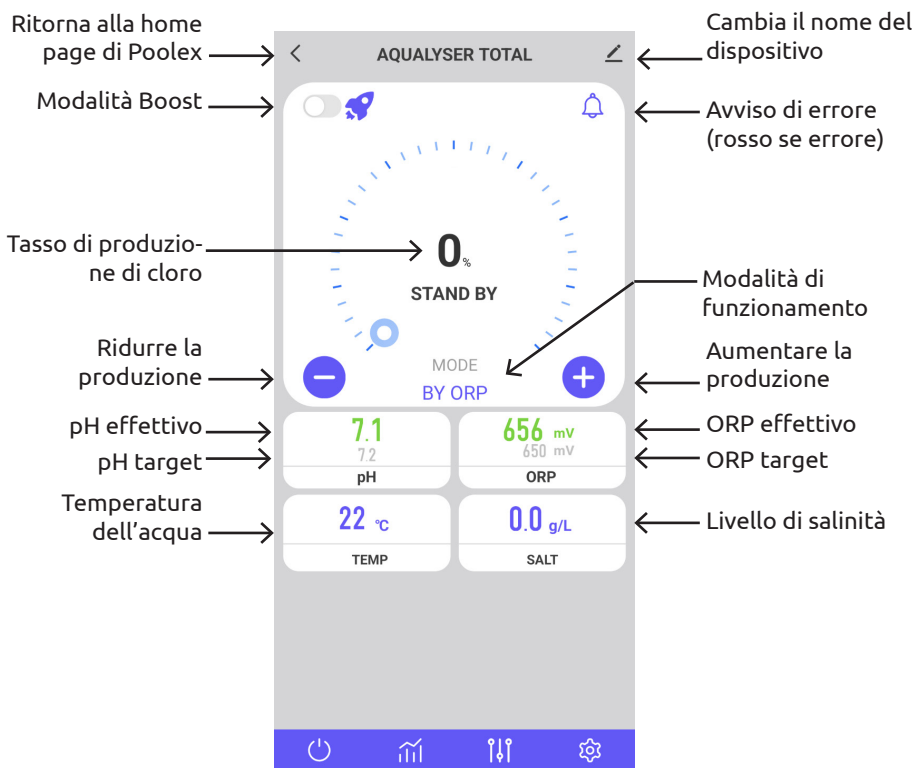 Ritorna alla home
page di Poolex
Cambia il nome del
dispositivo
AQUALYSER TOTAL
Modalità Boost
Avviso di errore
(rosso se errore)
Tasso di produzio-
ne di cloro
0%
STAND BY
Modalità di
funzionamento
Ridurre la
produzione
MODE
BY ORP
Aumentare la
produzione
pH effettivo
7.1
656 mV
ORP effettivo
pH target
7.2
650 mV
ORP target
pH
ORP
Temperatura
dell'acqua
22 °C
0.0 g/L
Livello di salinità
TEMP
SALT